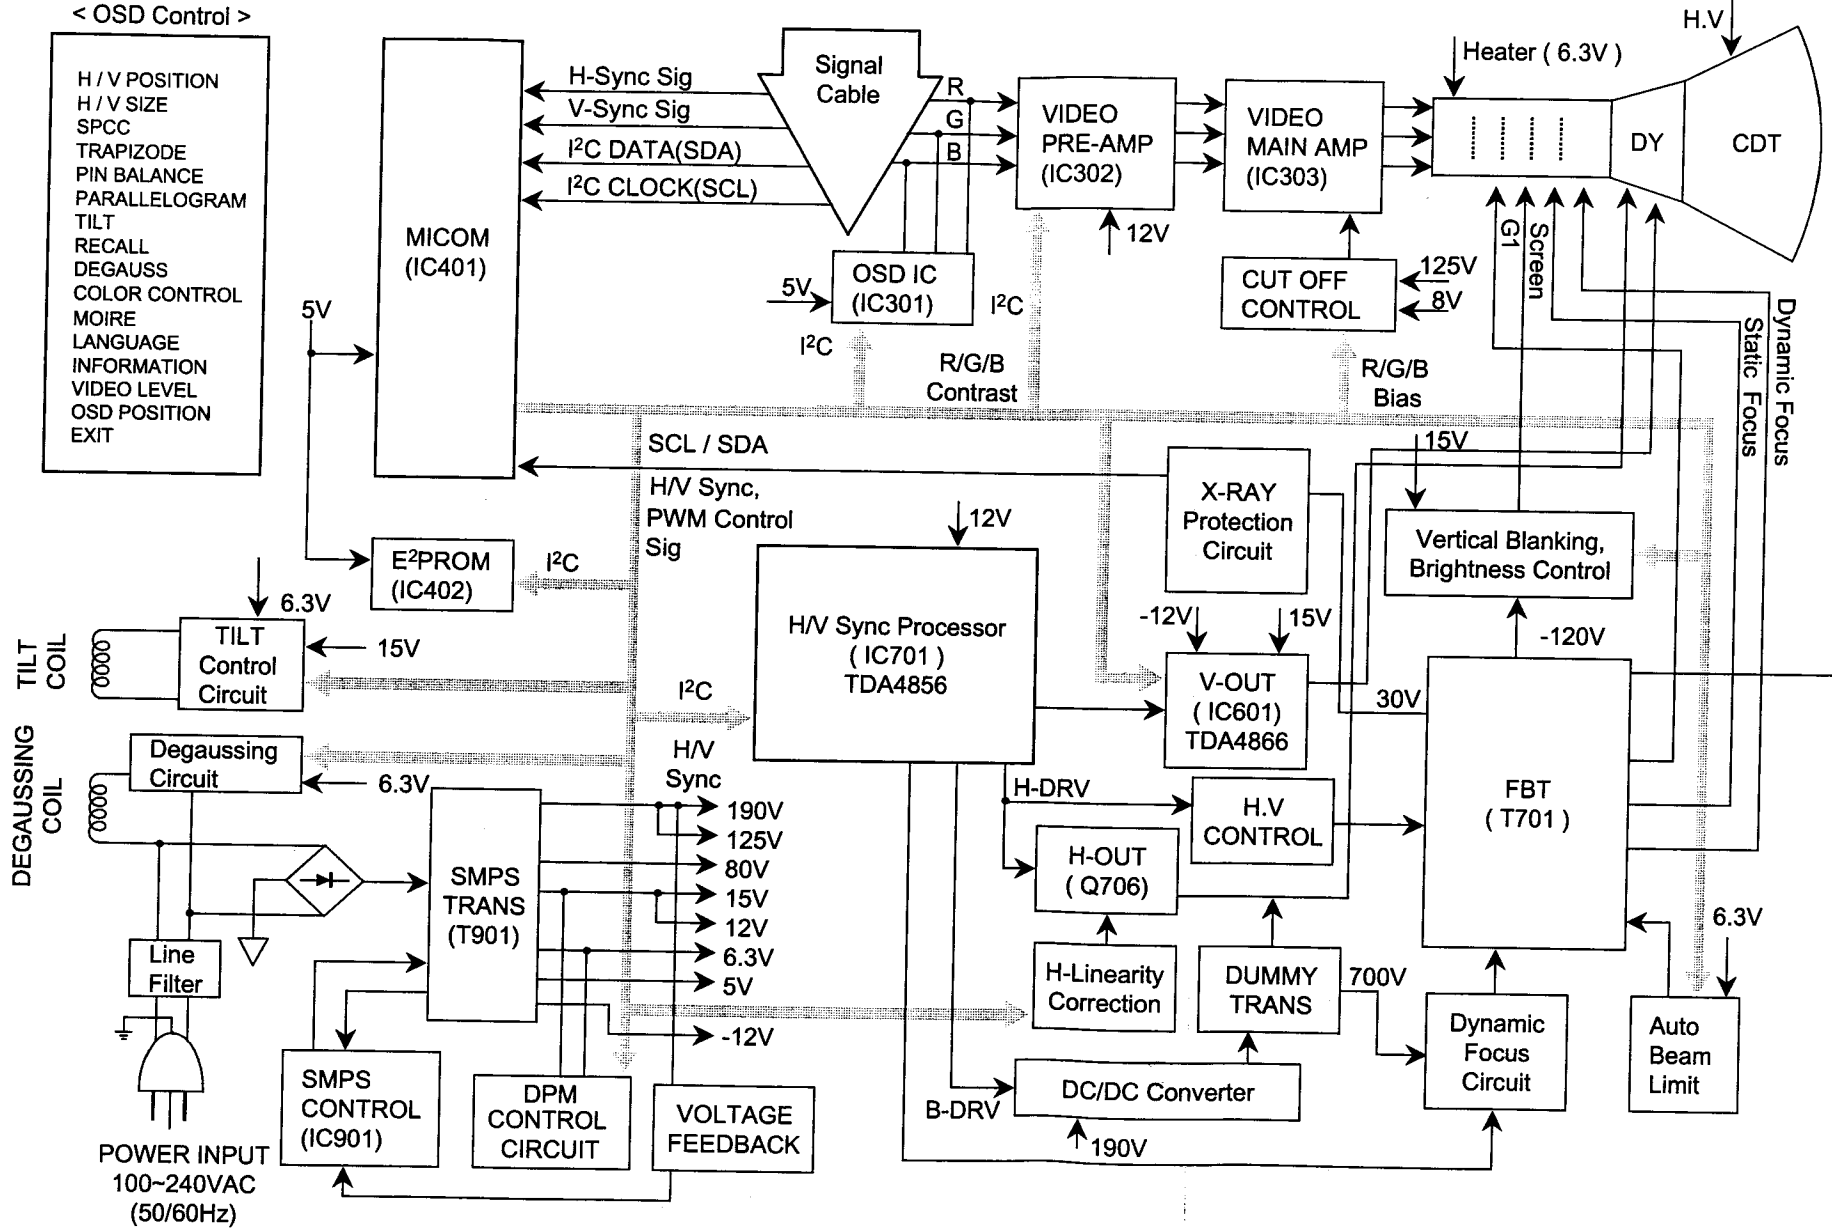 < OSD Control >
H / V POSITION
H / V SIZE
SPCC
TRAPIZODE
PIN BALANCE
PARALLELOGRAM
TILT
RECALL
DEGAUSS
COLOR CONTROL
MOIRE
LANGUAGE
INFORMATION
VIDEO LEVEL
OSD POSITION
EXIT
MICOM
(IC401)
5V
H-Sync Sig
V-Sync Sig
I²C DATA(SDA)
I²C CLOCK(SCL)
Signal
Cable
R
G
B
OSD IC
(IC301)
5V
I²C
I²C
VIDEO
PRE-AMP
(IC302)
12V
R/G/B
Contrast
VIDEO
MAIN AMP
(IC303)
CUT OFF
CONTROL
125V
8V
R/G/B
Bias
Heater ( 6.3V )
H.V
DY
CDT
G1
Screen
Static Focus
Dynamic Focus
SCL / SDA
H/V Sync,
PWM Control
Sig
E²PROM
(IC402)
I²C
X-RAY
Protection
Circuit
15V
Vertical Blanking,
Brightness Control
-120V
12V
H/V Sync Processor
( IC701 )
TDA4856
I²C
H/V
Sync
-12V
15V
V-OUT
( IC601)
TDA4866
30V
FBT
( T701 )
TILT
COIL
6.3V
TILT
Control
Circuit
15V
DEGAUSSING
COIL
Degaussing
Circuit
6.3V
SMPS
TRANS
(T901)
190V
125V
80V
15V
12V
6.3V
5V
-12V
H-DRV
H.V
CONTROL
H-OUT
( Q706)
H-Linearity
Correction
DUMMY
TRANS
700V
Dynamic
Focus
Circuit
6.3V
Auto
Beam
Limit
Line
Filter
SMPS
CONTROL
(IC901)
DPM
CONTROL
CIRCUIT
VOLTAGE
FEEDBACK
B-DRV
DC/DC Converter
190V
POWER INPUT
100~240VAC
(50/60Hz)